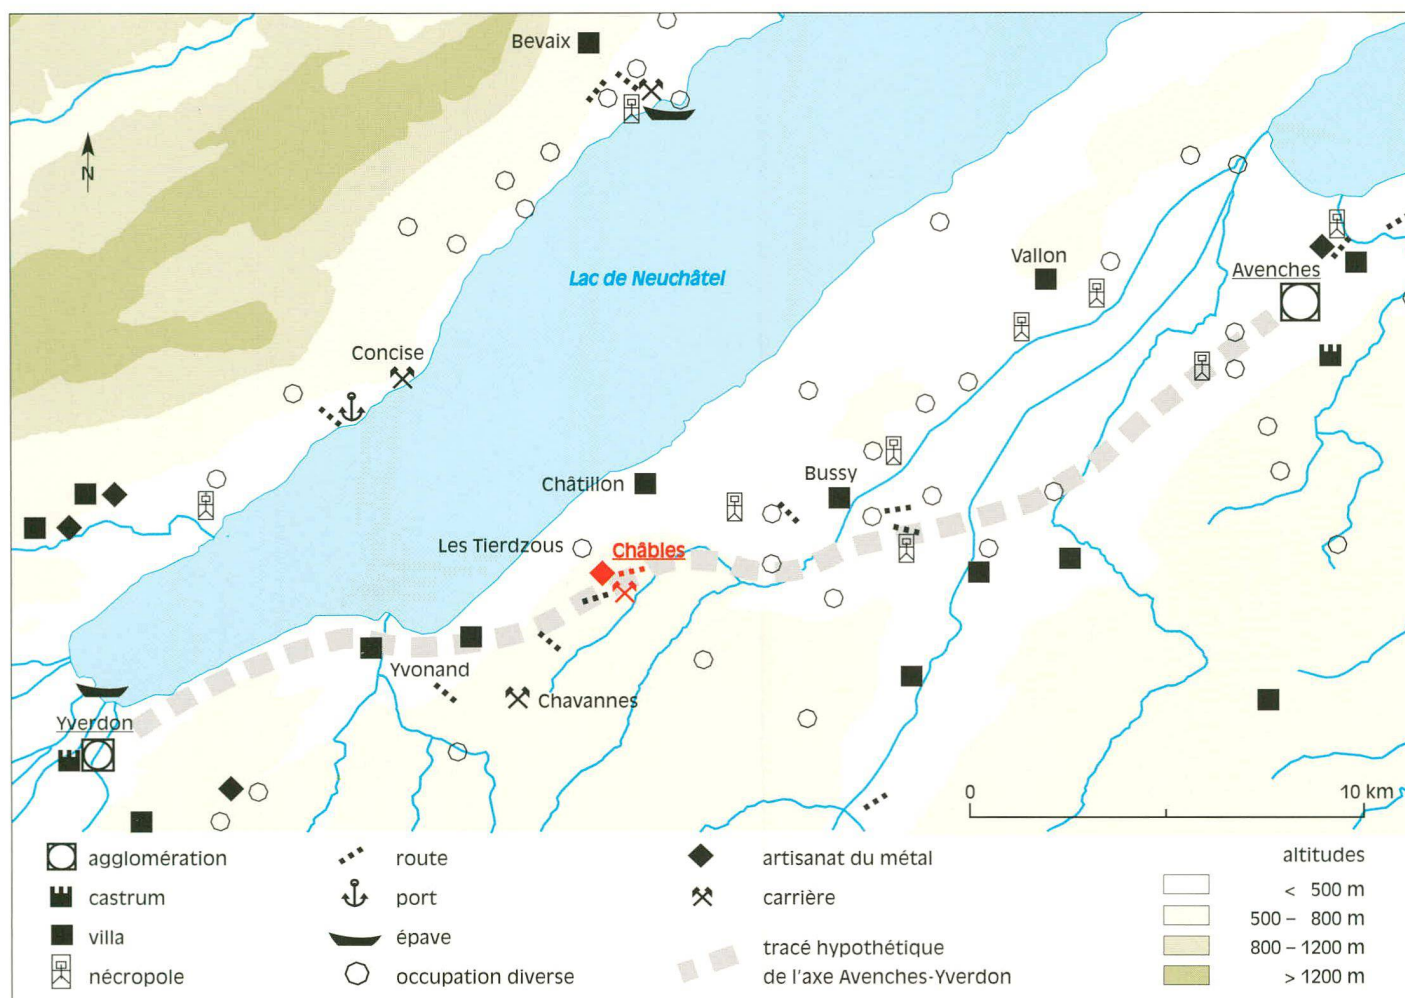 Bevaix
N
Lac de Neuchâtel
Vallon
Avenches
Concise
Châtillon
Bussy
Les Tierdzous
Châbles
Yvonand
Chavannes
Yverdon
0 10 km
agglomération
castrum
villa
nécropole
route
port
épave
occupation diverse
artisanat du métal
carrière
tracé hypothétique
de l'axe Avenches-Yverdon
altitudes
< 500 m
500 – 800 m
800 – 1200 m
> 1200 m